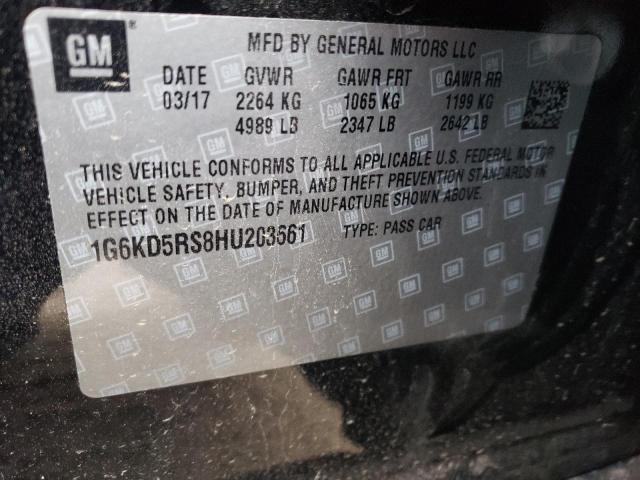 GM ®
MFD BY GENERAL MOTORS LLC
DATE GVWR GAWR FRT GAWR RR
03/17 2264 KG 1065 KG 1199 KG
4989 LB 2347 LB 2642 LB
THIS VEHICLE CONFORMS TO ALL APPLICABLE U.S. FEDERAL MOTOR
VEHICLE SAFETY, BUMPER, AND THEFT PREVENTION STANDARDS IN
EFFECT ON THE DATE OF MANUFACTURE SHOWN ABOVE.
1G6KD5RS8HU203561 TYPE: PASS CAR